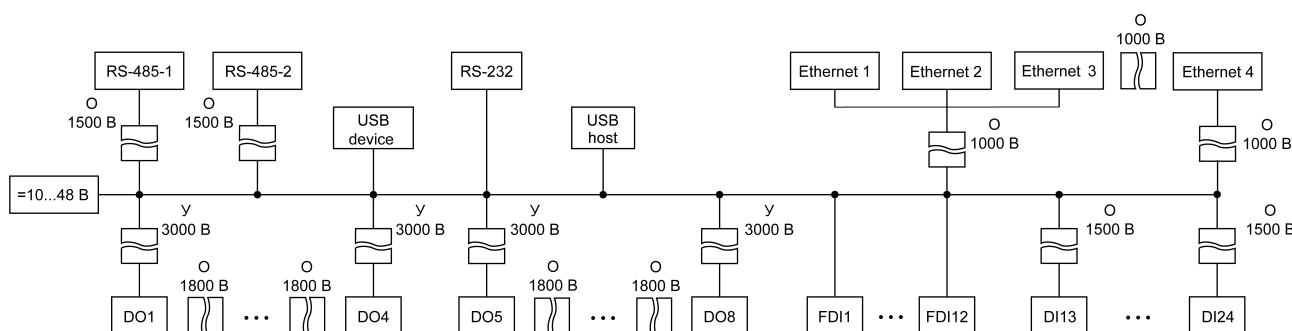 О
1000 В
RS-485-1
RS-485-2
RS-232
Ethernet 1
Ethernet 2
Ethernet 3
Ethernet 4
О
1500 В
О
1500 В
USB
device
USB
host
О
1000 В
О
1000 В
=10...48 В
У
3000 В
У
3000 В
У
3000 В
У
3000 В
О
1500 В
О
1500 В
О
1800 В
О
1800 В
О
1800 В
О
1800 В
DO1
...
DO4
DO5
...
DO8
FDI1
...
FDI12
DI13
...
DI24